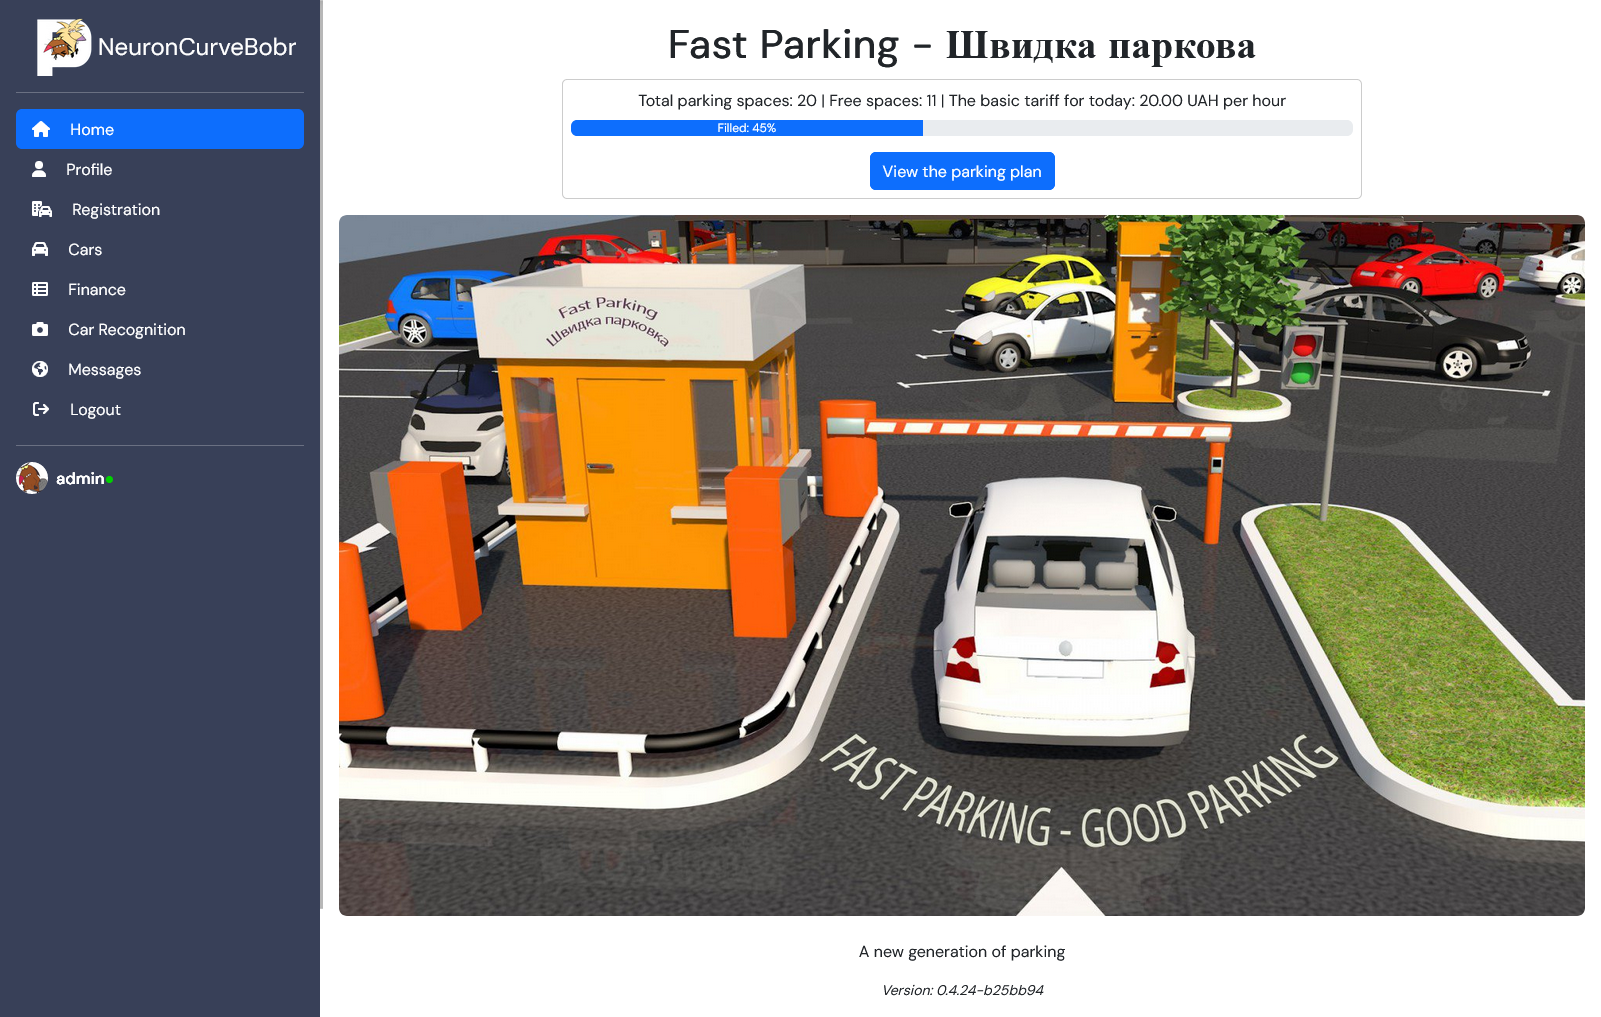 NeuronCurveBobr
Home
Profile
Registration
Cars
Finance
Car Recognition
Messages
Logout
admin
Fast Parking - Швидка паркова
Total parking spaces: 20 | Free spaces: 11 | The basic tariff for today: 20.00 UAH per hour
Filled: 45%
View the parking plan
Fast Parking
Швидка парковка
FAST PARKING - GOOD PARKING
A new generation of parking
Version: 0.4.24-b25bb94